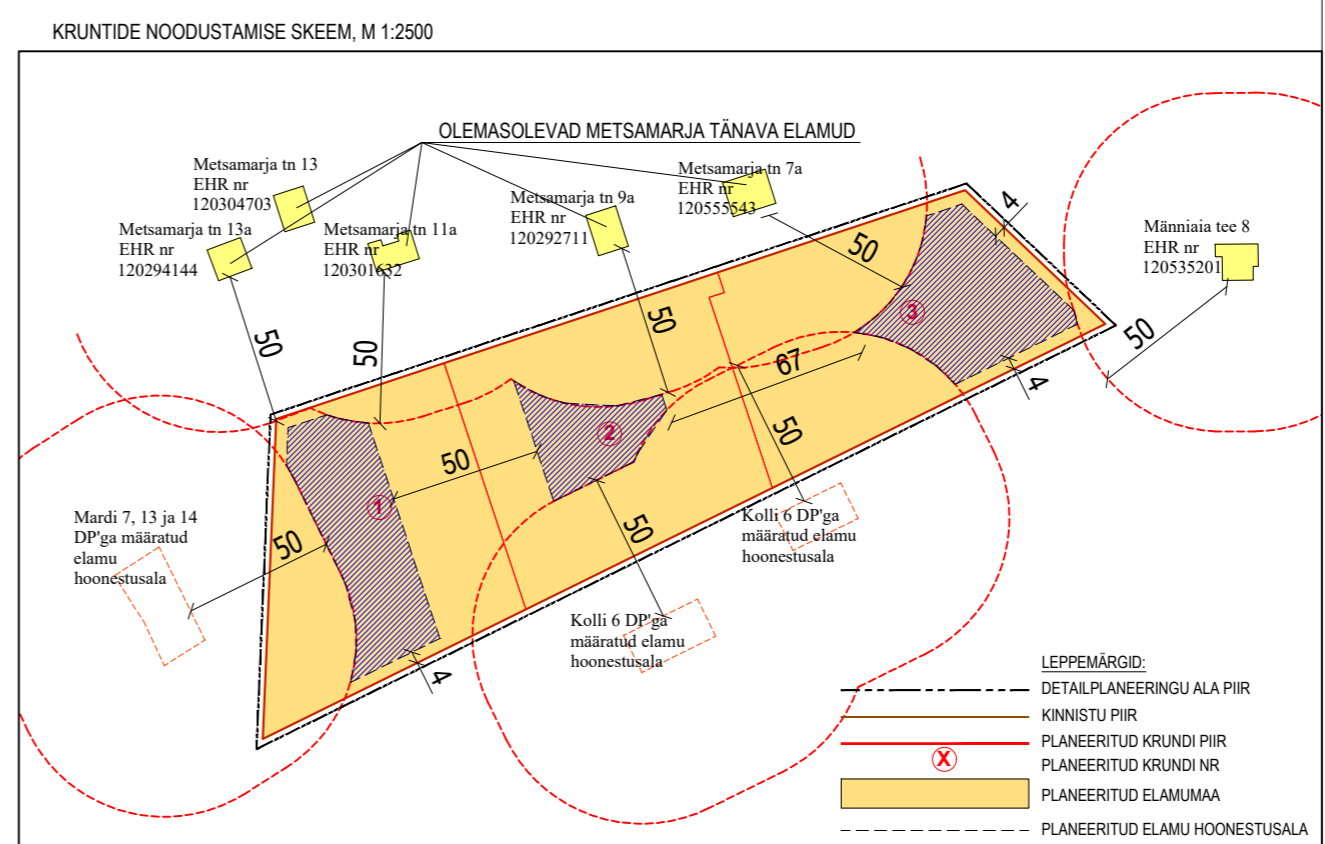 KRUNTIDE NOODUSTAMISE SKEEM, M 1:2500
OLEMASOLEVAD METSAMARJA TÄNAVA ELAMUD
Metsamarja tn 13
EHR nr
120304703
Metsamarja tn 13a
EHR nr
120294144
Metsamarja tn 11a
EHR nr
120301632
Metsamarja tn 9a
EHR nr
120292711
Metsamarja tn 7a
EHR nr
120555543
Männiaia tee 8
EHR nr
120535201
50
50
50
50
4
50
3
67
4
2
50
1
50
50
50
4
Mardi 7, 13 ja 14
DP'ga määratud
elamu
hoonestusala
Kolli 6 DP'ga
määratud elamu
hoonestusala
Kolli 6 DP'ga
määratud elamu
hoonestusala
LEPPEMÄRGID:
DETAILPLANEERINGU ALA PIIR
KINNISTU PIIR
PLANEERITUD KRUNDI PIIR
X
PLANEERITUD KRUNDI NR
PLANEERITUD ELAMUMAA
PLANEERITUD ELAMU HOONESTUSALA